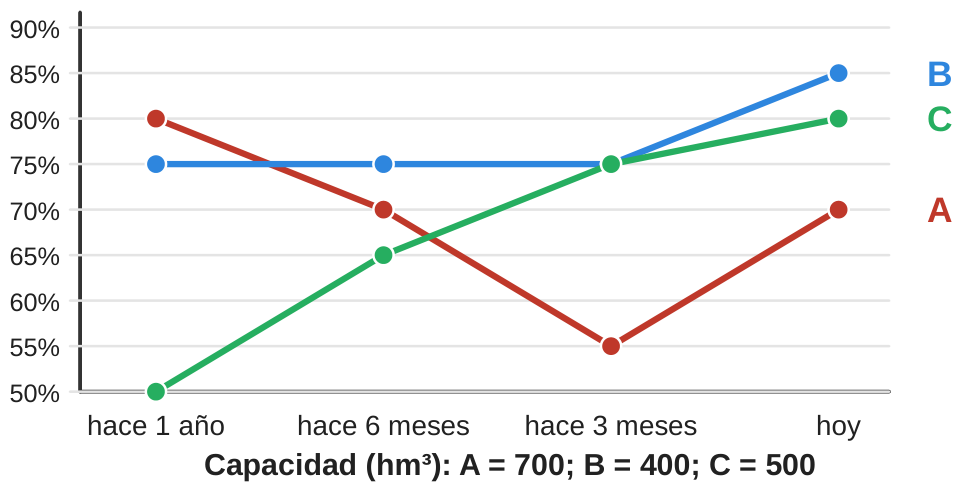 90%
85%
80%
75%
70%
65%
60%
55%
50%
B
C
A
hace 1 año hace 6 meses hace 3 meses hoy
Capacidad (hm³): A = 700; B = 400; C = 500